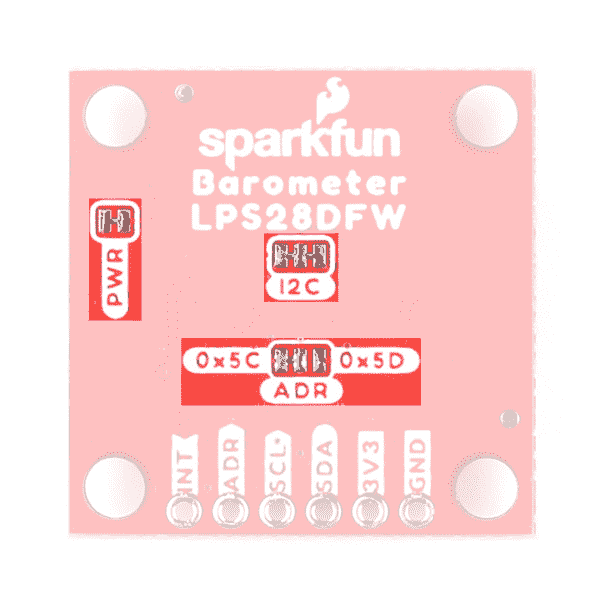 sparkfun
Barometer
LPS28DFW
PWR
I2C
0x5C 0x5D
ADR
INT
ADR
SCL
SDA
3V3
GND